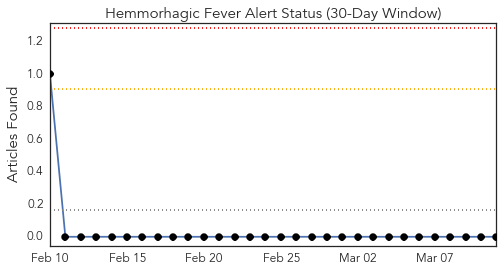 Hemmorhagic Fever Alert Status (30-Day Window)
Articles Found
1.2
1.0
0.8
0.6
0.4
0.2
0.0
Feb 10 Feb 15 Feb 20 Feb 25 Mar 02 Mar 07